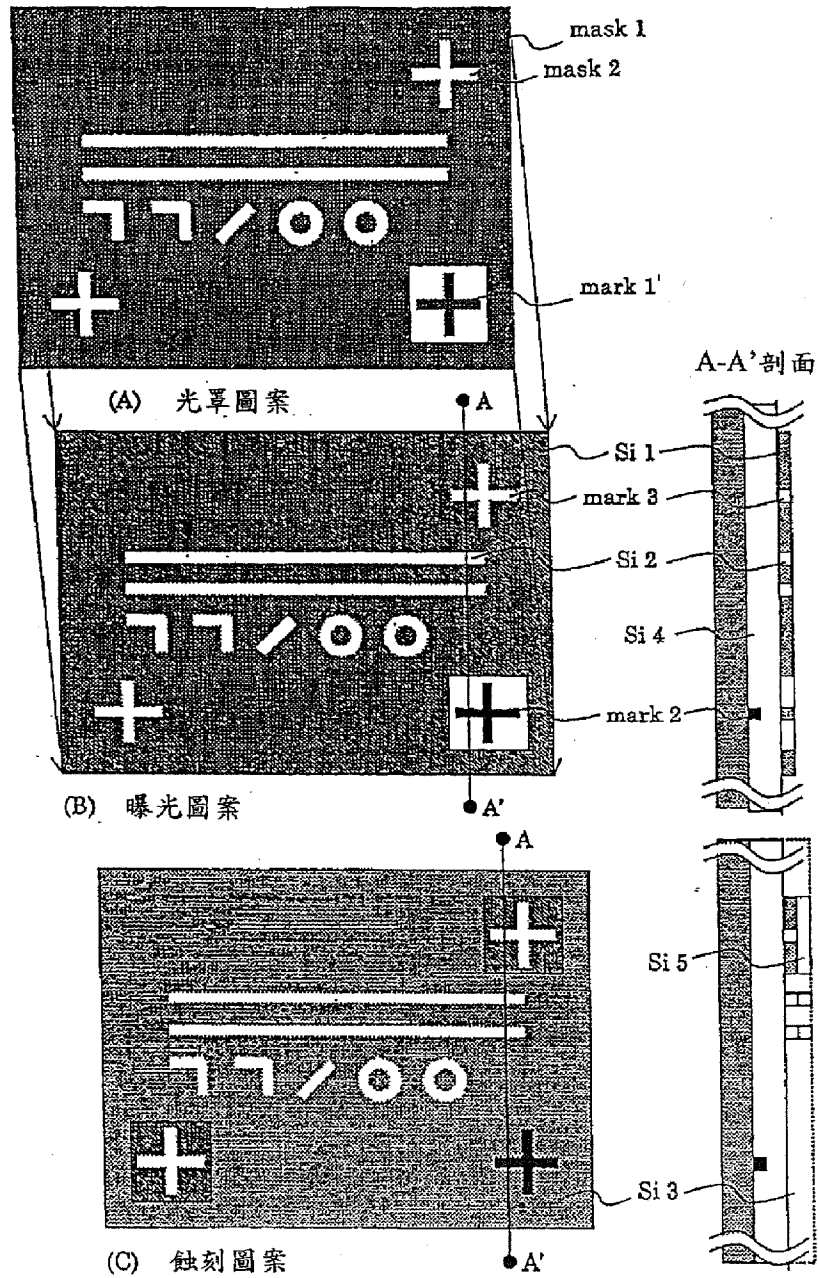 mask 1
mask 2
mark 1'
(A) 光罩圖案
A
A-A'剖面
Si 1
mark 3
Si 2
Si 4
mark 2
(B) 曝光圖案
A'
A
Si 5
Si 3
(C) 蝕刻圖案
A'